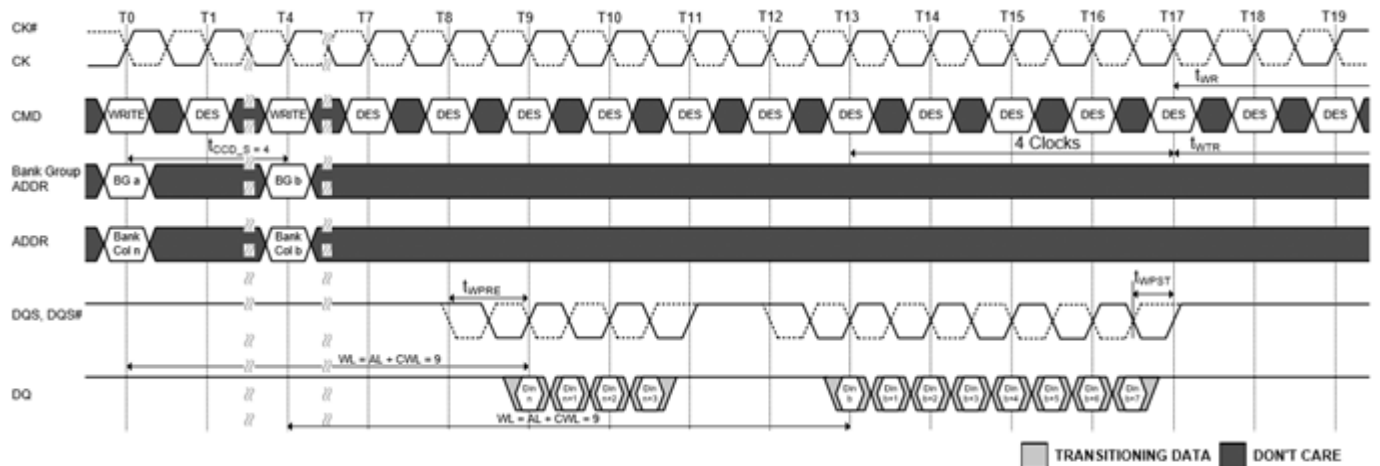 T0 T1 T4 T7 T8 T9 T10 T11 T12 T13 T14 T15 T16 T17 T18 T19
CK#
CK
tWR
CMD WRITE DES WRITE DES DES DES DES DES DES DES DES DES DES DES DES DES
tCCD_S = 4
4 Clocks
tWTR
Bank Group
ADDR
BG a BG b
ADDR
Bank
Col n
Bank
Col b
tWPRE
tWPST
DQS, DQS#
WL = AL + CWL = 9
DQ
Din
n
Din
n+1
Din
n+2
Din
n+3
Din
b
Din
b+1
Din
b+2
Din
b+3
Din
b+4
Din
b+5
Din
b+6
Din
b+7
WL = AL + CWL = 9
TRANSITIONING DATA DON'T CARE